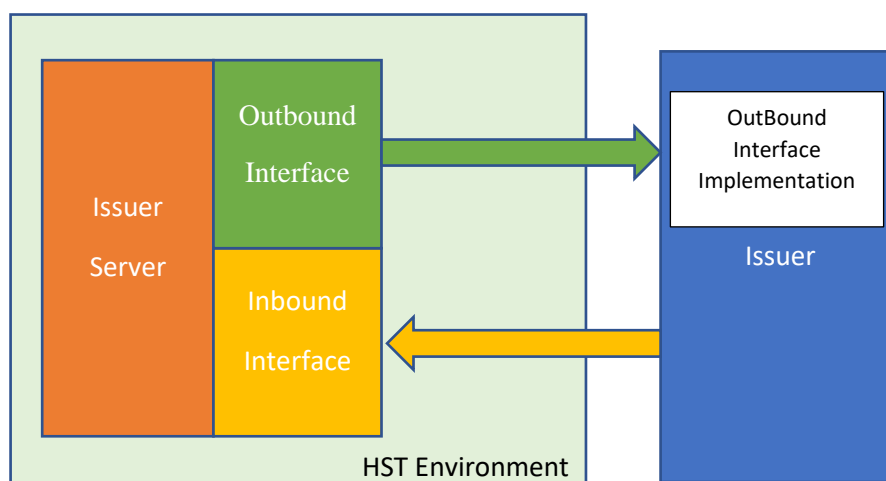 Issuer
Server
Outbound
Interface
Inbound
Interface
HST Environment
OutBound
Interface
Implementation
Issuer